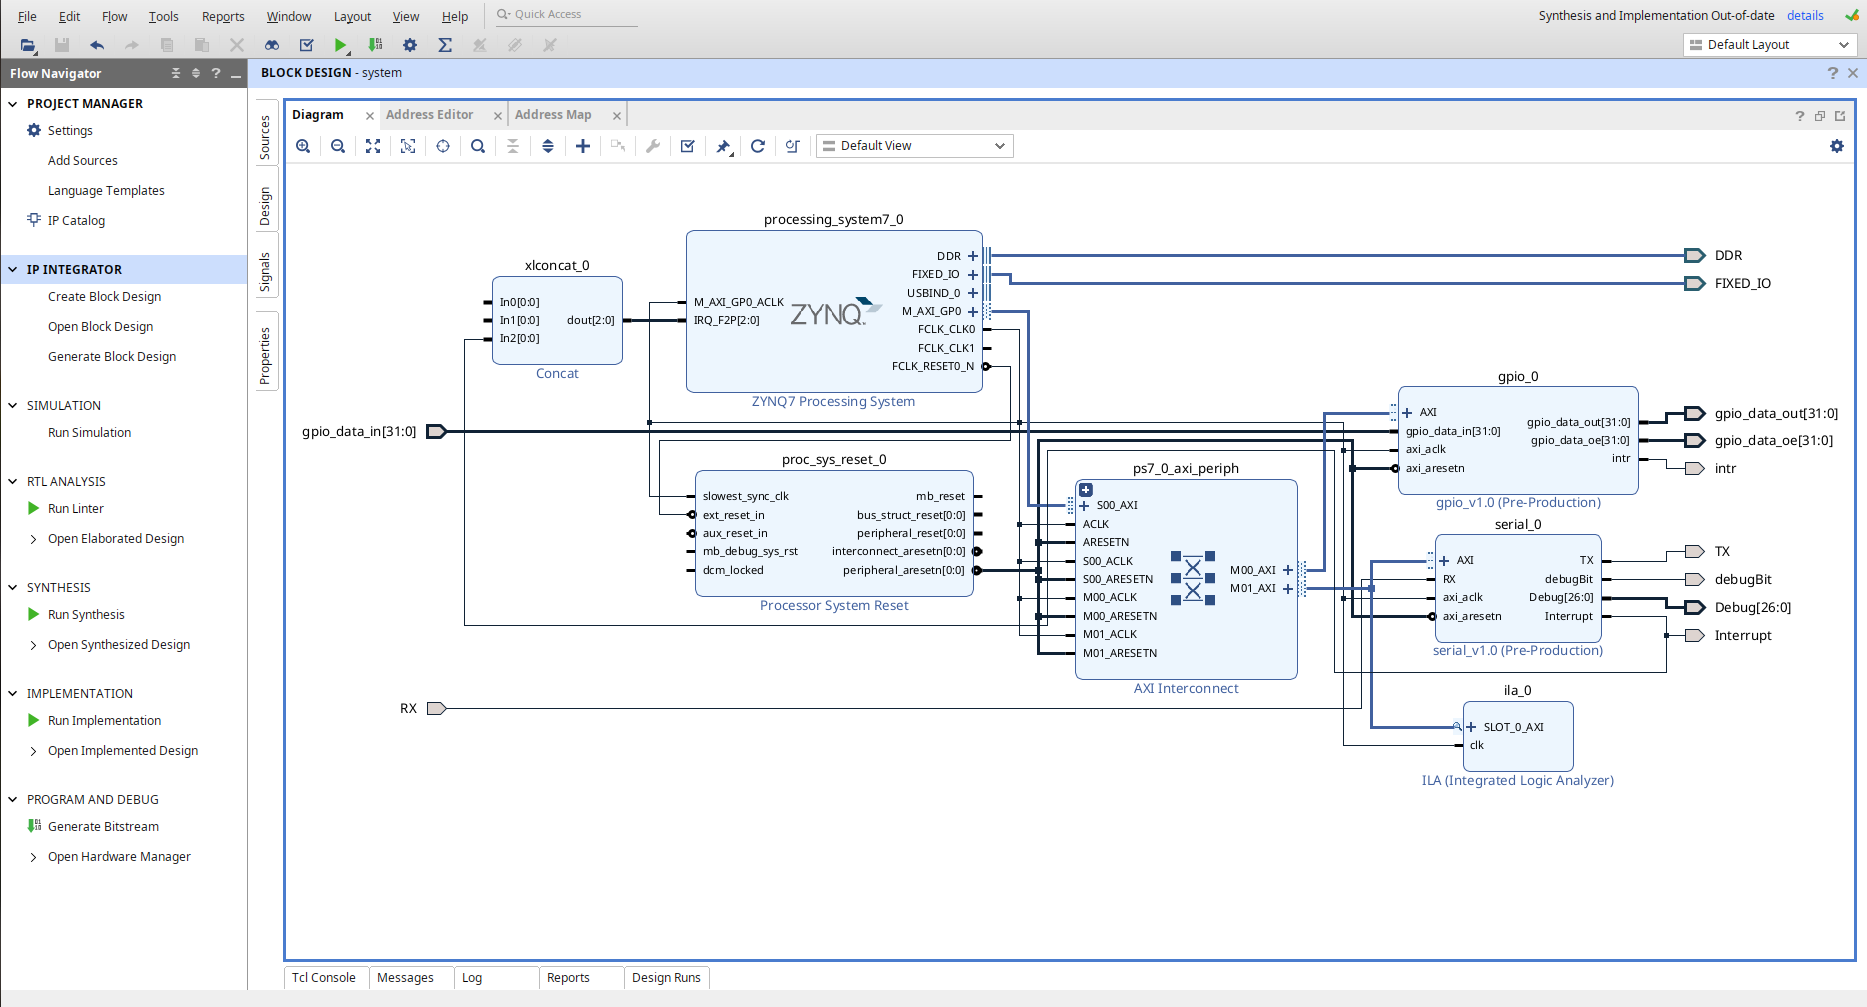 File Edit Flow Tools Reports Window Layout View Help Quick Access Synthesis and Implementation Out-of-date details
Default Layout
Flow Navigator
BLOCK DESIGN - system
PROJECT MANAGER
Settings
Add Sources
Language Templates
IP Catalog
IP INTEGRATOR
Create Block Design
Open Block Design
Generate Block Design
SIMULATION
Run Simulation
RTL ANALYSIS
Run Linter
Open Elaborated Design
SYNTHESIS
Run Synthesis
Open Synthesized Design
IMPLEMENTATION
Run Implementation
Open Implemented Design
PROGRAM AND DEBUG
Generate Bitstream
Open Hardware Manager
Sources
Design
Signals
Properties
Diagram Address Editor Address Map
Default View
processing_system7_0
M_AXI_GP0_ACLK
IRQ_F2P[2:0]
ZYNQ
DDR
FIXED_IO
USBIND_0
M_AXI_GP0
FCLK_CLK0
FCLK_CLK1
FCLK_RESET0_N
ZYNQ7 Processing System
xlconcat_0
In0[0:0]
In1[0:0]
In2[0:0]
dout[2:0]
Concat
gpio_data_in[31:0]
RX
proc_sys_reset_0
slowest_sync_clk
ext_reset_in
aux_reset_in
mb_debug_sys_rst
dcm_locked
mb_reset
bus_struct_reset[0:0]
peripheral_reset[0:0]
interconnect_aresetn[0:0]
peripheral_aresetn[0:0]
Processor System Reset
ps7_0_axi_periph
S00_AXI
ACLK
ARESETN
S00_ACLK
S00_ARESETN
M00_ACLK
M00_ARESETN
M01_ACLK
M01_ARESETN
M00_AXI
M01_AXI
AXI Interconnect
gpio_0
AXI
gpio_data_in[31:0]
axi_aclk
axi_aresetn
gpio_data_out[31:0]
gpio_data_oe[31:0]
intr
gpio_v1.0 (Pre-Production)
serial_0
AXI
RX
axi_aclk
axi_aresetn
TX
debugBit
Debug[26:0]
Interrupt
serial_v1.0 (Pre-Production)
ila_0
SLOT_0_AXI
clk
ILA (Integrated Logic Analyzer)
DDR
FIXED_IO
gpio_data_out[31:0]
gpio_data_oe[31:0]
intr
TX
debugBit
Debug[26:0]
Interrupt
Tcl Console Messages Log Reports Design Runs